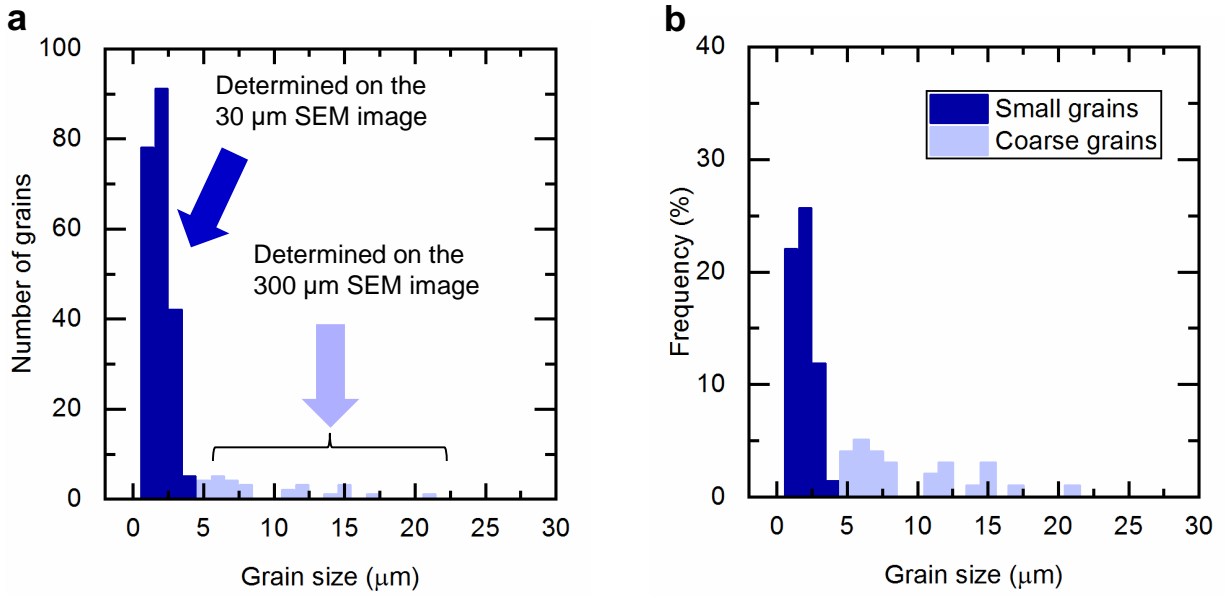 a
100
80
60
40
20
0
Number of grains
Determined on the
30 µm SEM image
Determined on the
300 µm SEM image
0 5 10 15 20 25 30
Grain size (μm)
b
40
30
20
10
0
Frequency (%)
Small grains
Coarse grains
0 5 10 15 20 25 30
Grain size (μm)